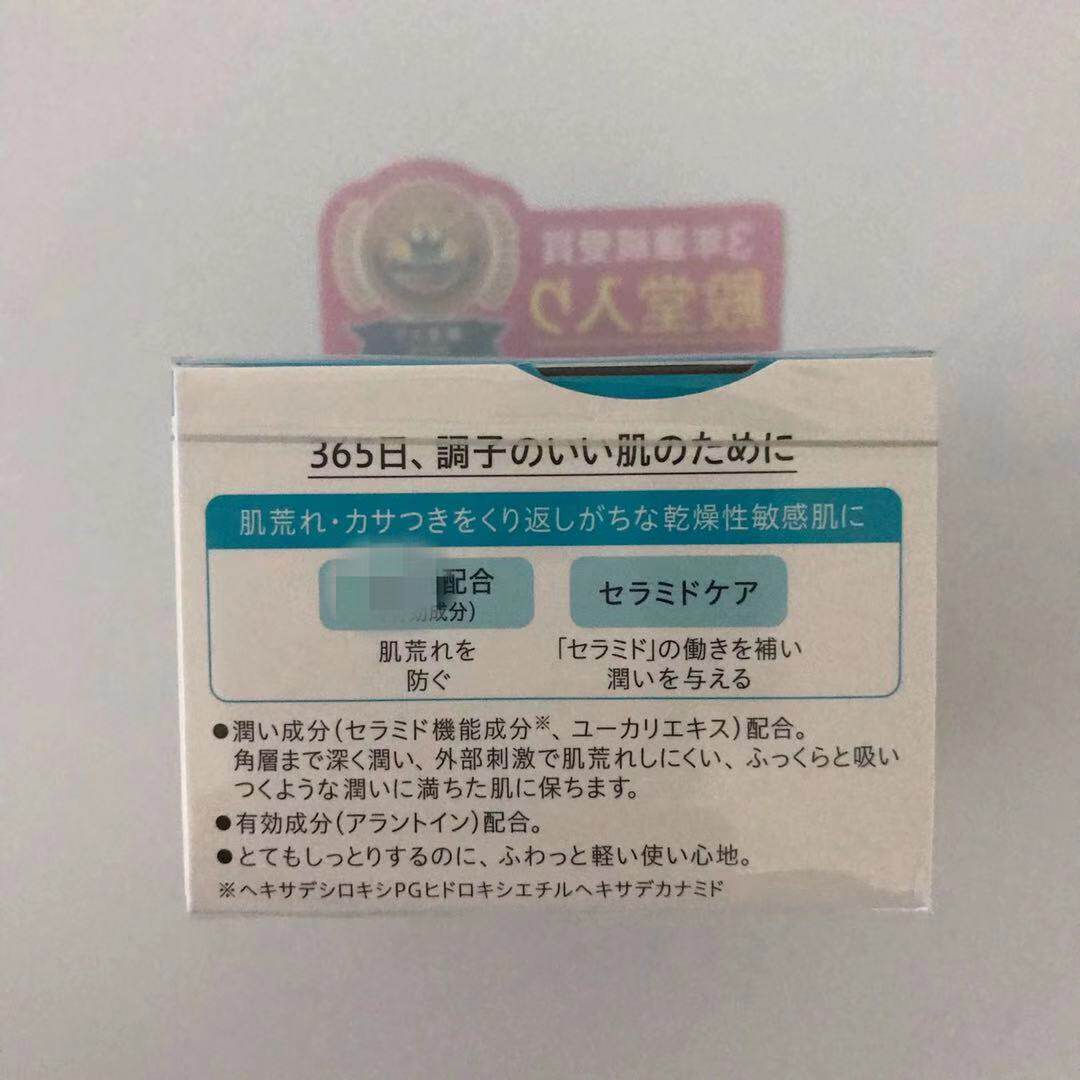 3年連続受賞
殿堂入り
365日、調子のいい肌のために
肌荒れ・カサつきをくり返しがちな乾燥性敏感肌に
配合
成分)
セラミドケア
肌荒れを
防ぐ
「セラミド」の働きを補い
潤いを与える
●潤い成分(セラミド機能成分※、ユーカリエキス)配合。
角層まで深く潤い、外部刺激で肌荒れしにくい、ふっくらと吸い
つくような潤いに満ちた肌に保ちます。
●有効成分(アラントイン)配合。
●とてもしっとりするのに、ふわっと軽い使い心地。
※ヘキサデシロキシPGヒドロキシエチルヘキサデカナミド